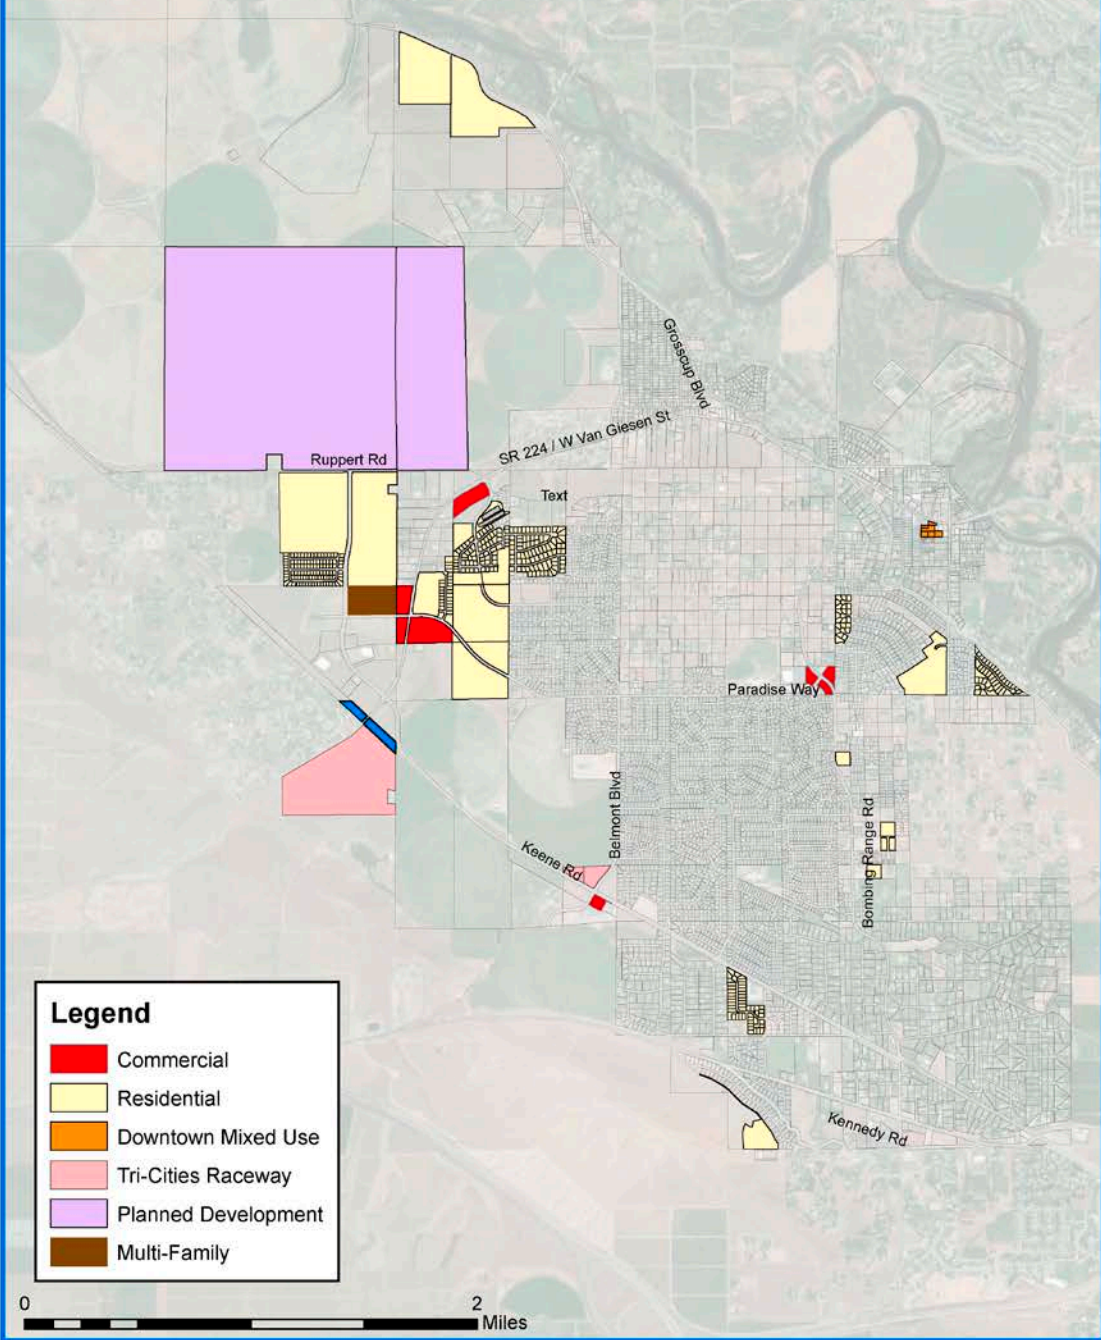 Grosscup Blvd
SR 224 / W Van Giesen St
Ruppert Rd
Text
Paradise Way
Belmont Blvd
Bombing Range Rd
Keene Rd
Kennedy Rd
Legend
Commercial
Residential
Downtown Mixed Use
Tri-Cities Raceway
Planned Development
Multi-Family
0 2
Miles